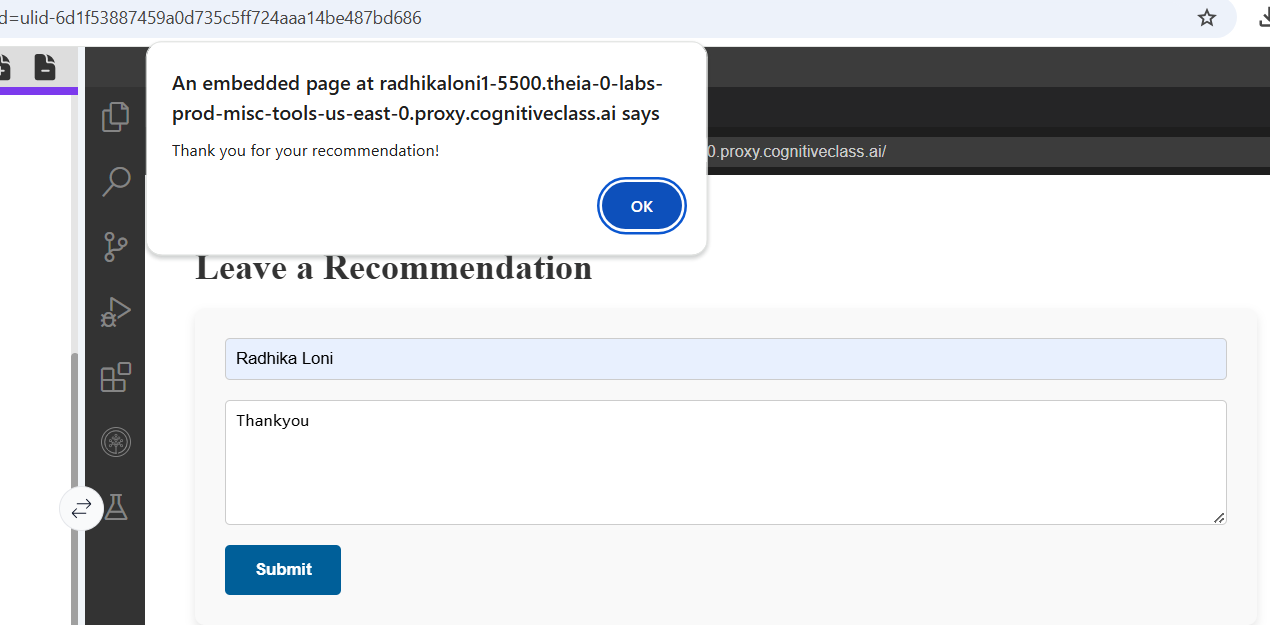 d=ulid-6d1f53887459a0d735c5ff724aaa14be487bd686
An embedded page at radhikaloni1-5500.theia-0-labs-
prod-misc-tools-us-east-0.proxy.cognitiveclass.ai says
Thank you for your recommendation!
OK
0.proxy.cognitiveclass.ai/
Leave a Recommendation
Radhika Loni
Thankyou
Submit